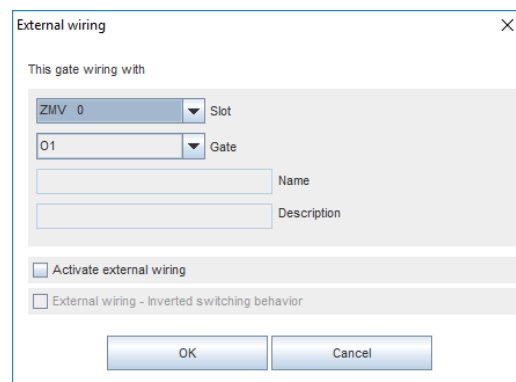 External wiring
This gate wiring with
ZMV 0 Slot
O1 Gate
Name
Description
Activate external wiring
External wiring - Inverted switching behavior
OK Cancel